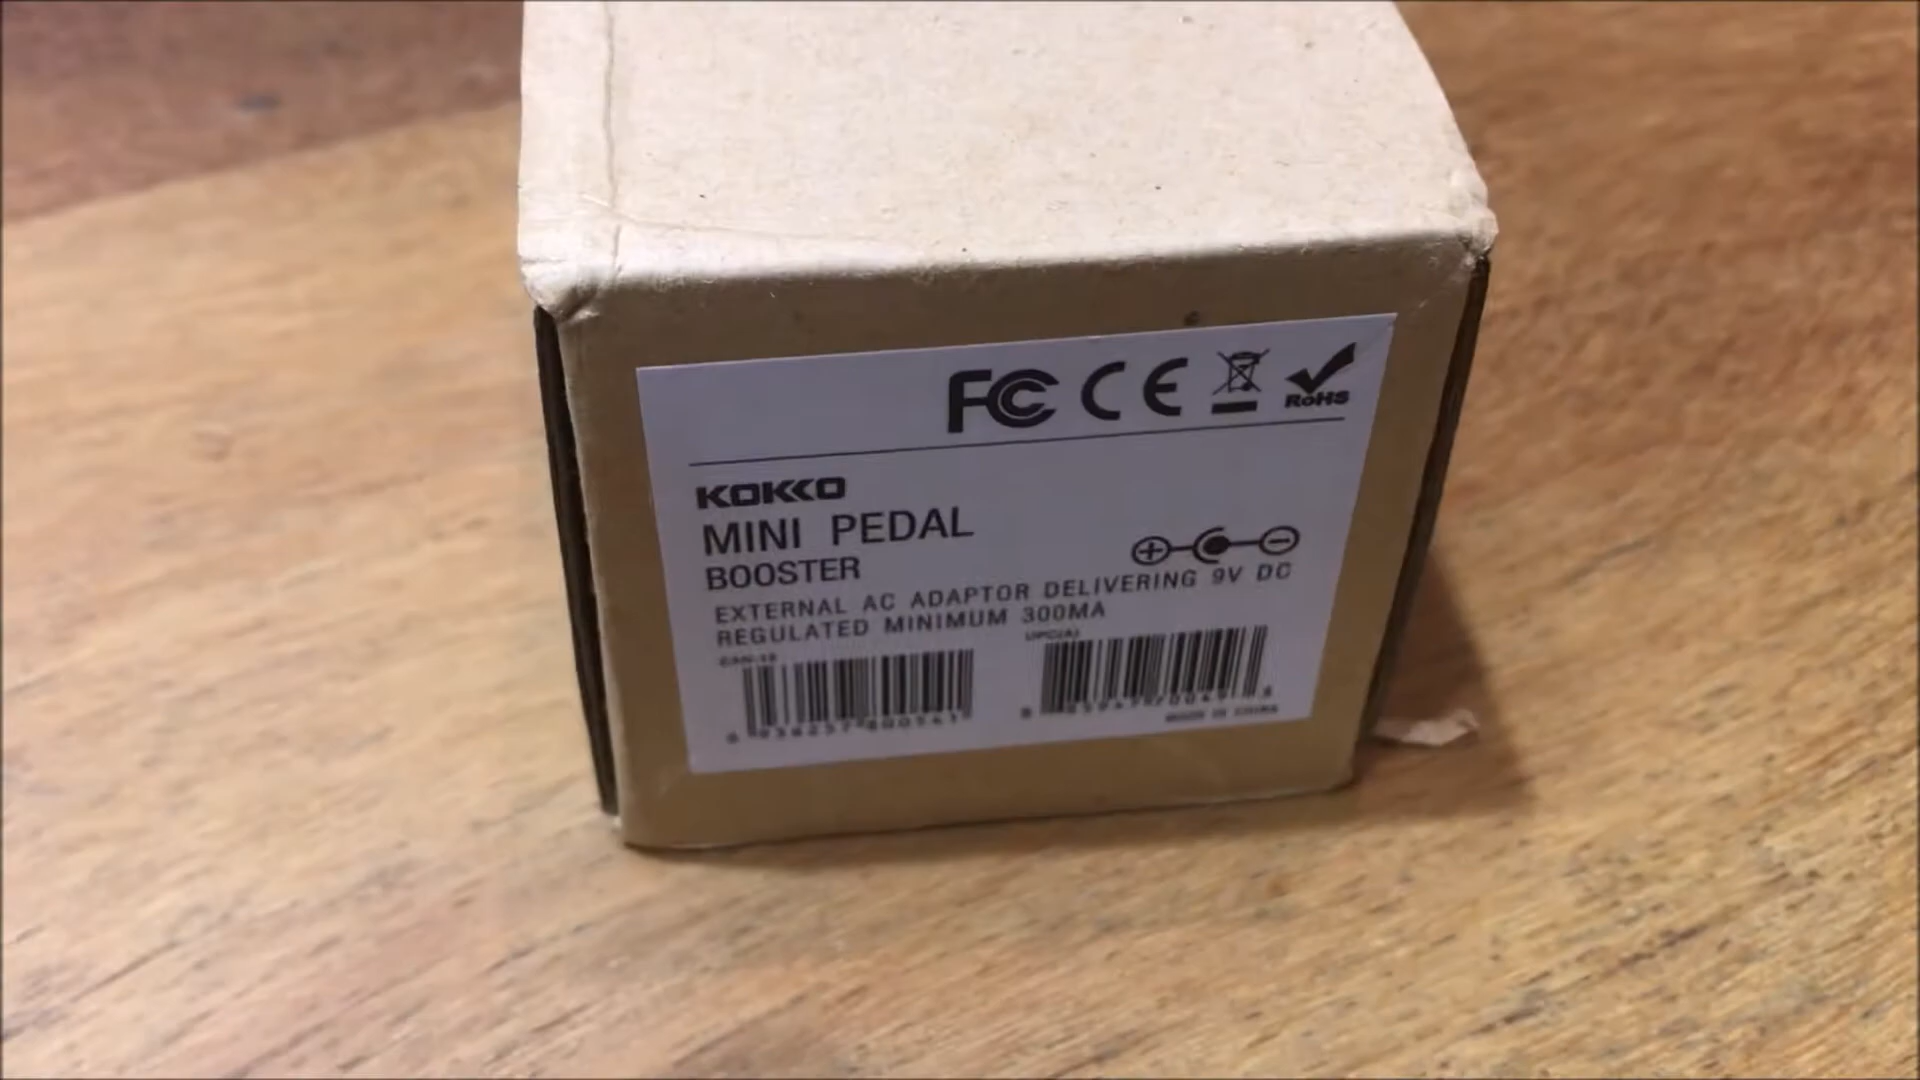 FC CE RoHS
KOKKO
MINI PEDAL
BOOSTER
EXTERNAL AC ADAPTOR DELIVERING 9V DC
REGULATED MINIMUM 300MA
UPC(A)
MADE IN CHINA